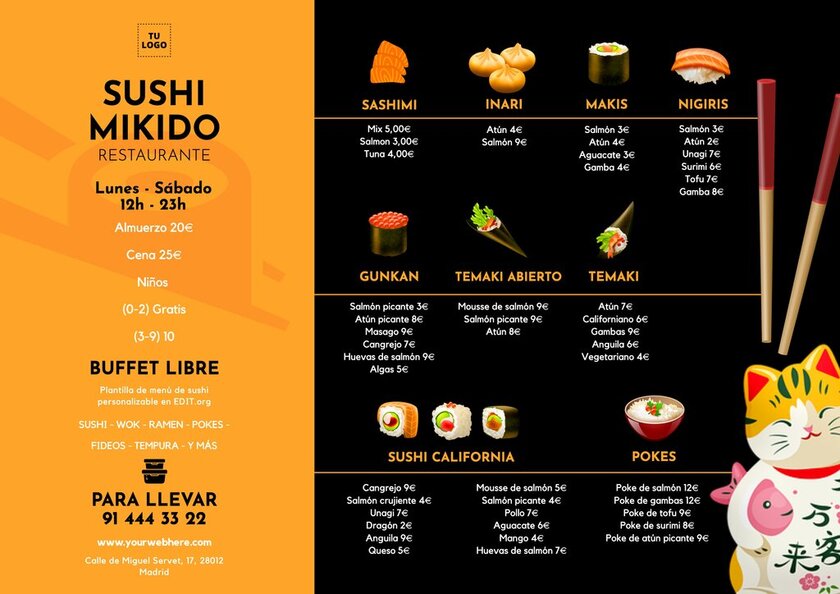 TU
LOGO
SUSHI
MIKIDO
RESTAURANTE
Lunes - Sábado
12h - 23h
Almuerzo 20€
Cena 25€
Niños
(0-2) Gratis
(3-9) 10
BUFFET LIBRE
Plantilla de menú de sushi
personalizable en EDIT.org
SUSHI - WOK - RAMEN - POKES -
FIDEOS - TEMPURA - Y MÁS
PARA LLEVAR
91 444 33 22
www.yourwebhere.com
Calle de Miguel Servet, 17, 28012
Madrid
SASHIMI
Mix 5,00€
Salmon 3,00€
Tuna 4,00€
INARI
Atún 4€
Salmón 9€
MAKIS
Salmón 3€
Atún 4€
Aguacate 3€
Gamba 4€
NIGIRIS
Salmón 3€
Atún 2€
Unagi 7€
Surimi 6€
Tofu 7€
Gamba 8€
GUNKAN
Salmón picante 3€
Atún picante 8€
Masago 9€
Cangrejo 7€
Huevas de salmón 9€
Algas 5€
TEMAKI ABIERTO
Mousse de salmón 9€
Salmón picante 9€
Atún 8€
TEMAKI
Atún 7€
Californiano 6€
Gambas 9€
Anguila 6€
Vegetariano 4€
SUSHI CALIFORNIA
Cangrejo 9€
Salmón crujiente 4€
Unagi 7€
Dragón 2€
Anguila 9€
Queso 5€
Mousse de salmón 5€
Salmón picante 4€
Pollo 7€
Aguacate 6€
Mango 4€
Huevas de salmón 7€
POKES
Poke de salmón 12€
Poke de gambas 12€
Poke de tofu 9€
Poke de surimi 8€
Poke de atún picante 9€
万客
来